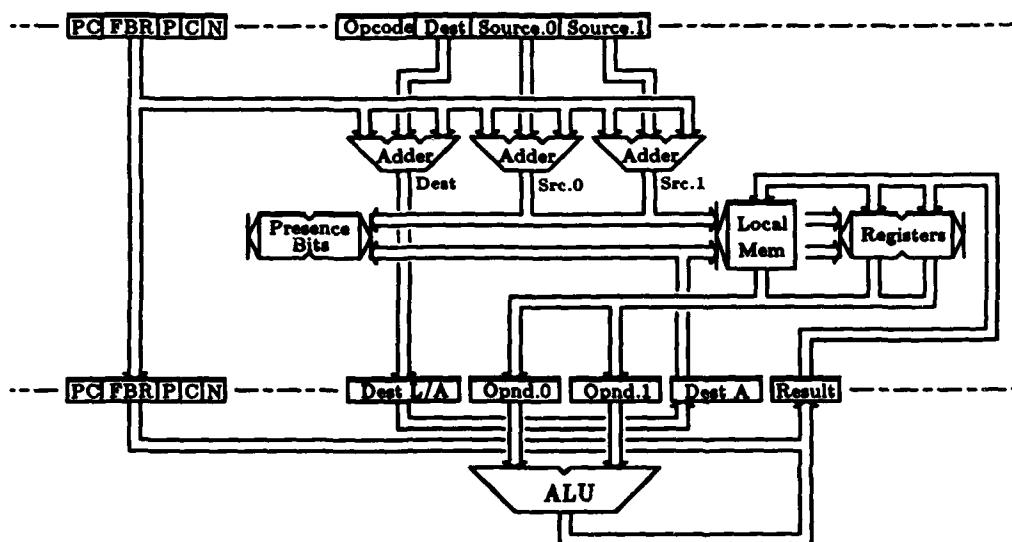 PC FBR P C N Opcode Dest Source.0 Source.1
Adder Adder Adder
Dest Src.0 Src.1
Presence Bits
Local Mem
Registers
PC FBR P C N Dest L/A Opnd.0 Opnd.1 Dest A Result
ALU